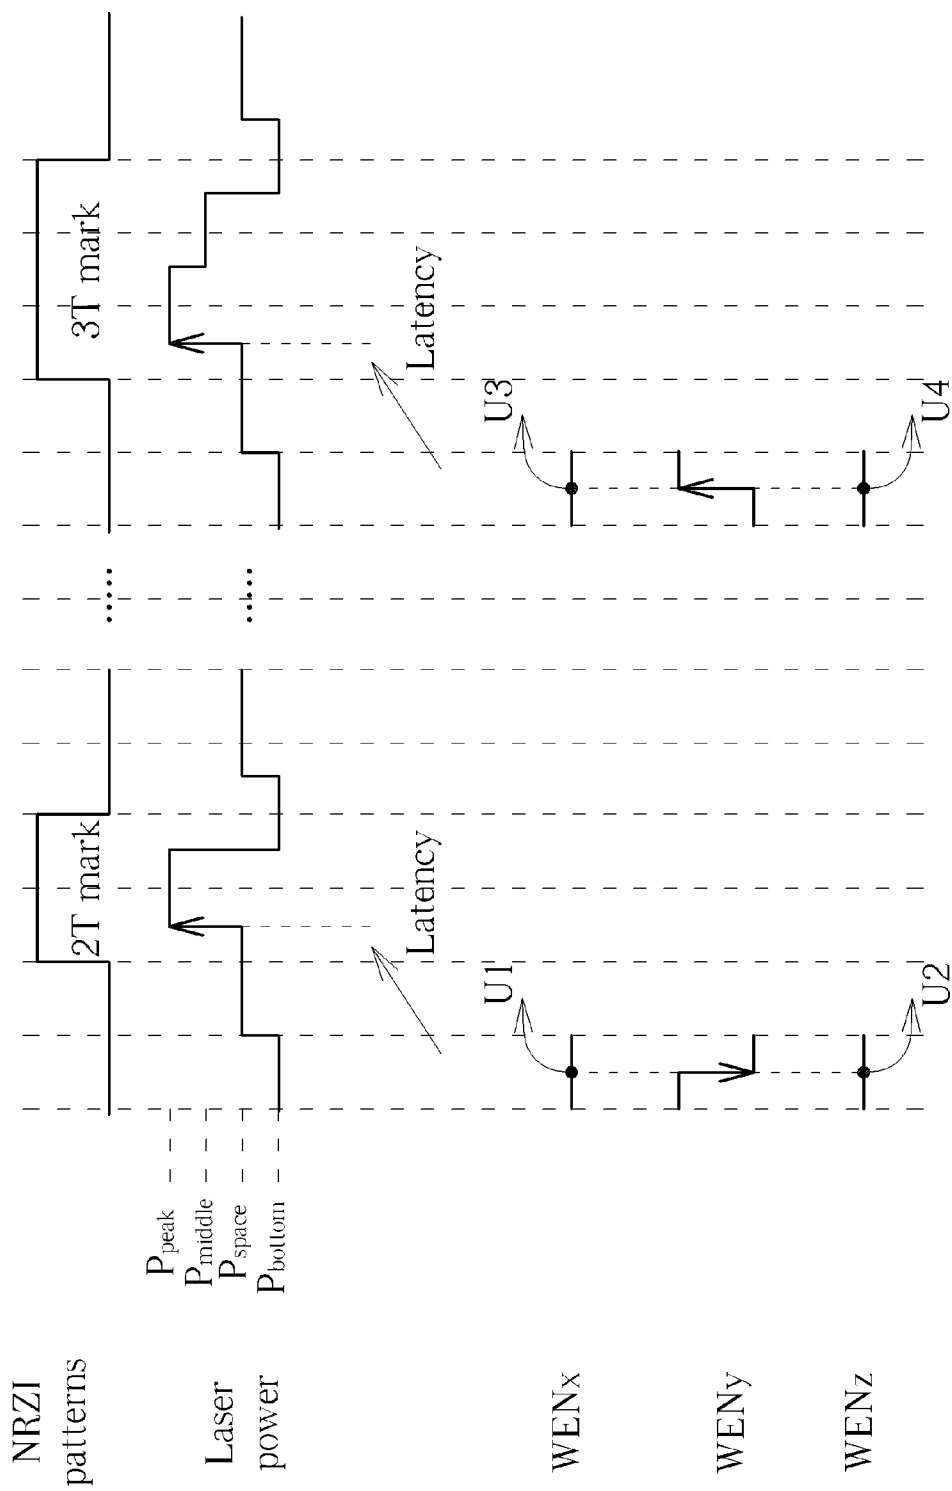 NRZI
patterns
2T mark
.....
3T mark
Laser
power
P_peak
P_middle
P_space
P_bottom
.....
Latency
Latency
U1
U3
WENx
WENy
WENz
U2
U4